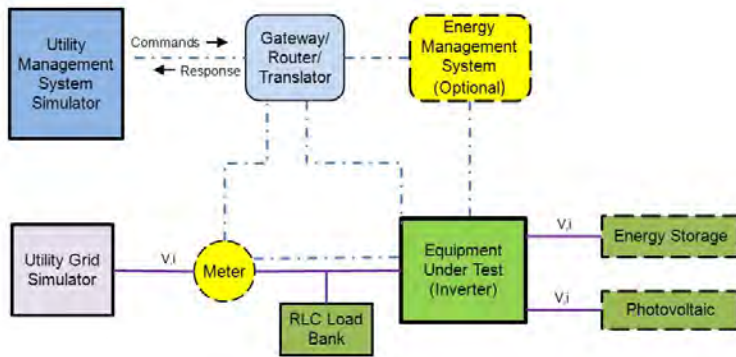 Utility
Management
System
Simulator
Commands
Response
Gateway/
Router/
Translator
Energy
Management
System
(Optional)
Utility Grid
Simulator
V,i
Meter
RLC Load
Bank
Equipment
Under Test
(Inverter)
V,i
Energy Storage
V,i
Photovoltaic